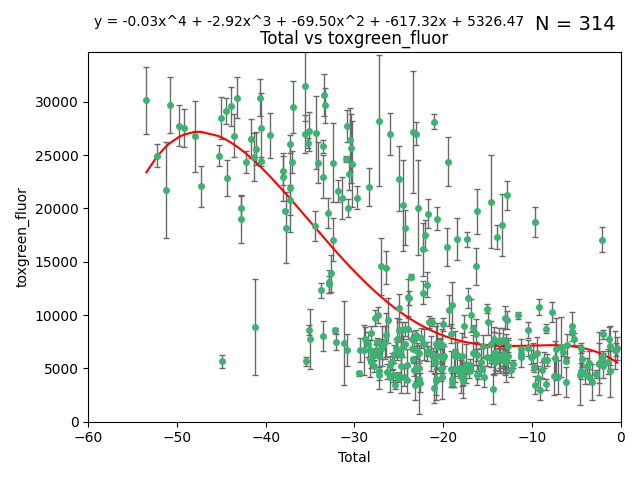 y = -0.03x^4 + -2.92x^3 + -69.50x^2 + -617.32x + 5326.47 N = 314
Total vs toxgreen_fluor
30000
25000
20000
15000
10000
5000
0
toxgreen_fluor
−60 −50 −40 −30 −20 −10 0
Total